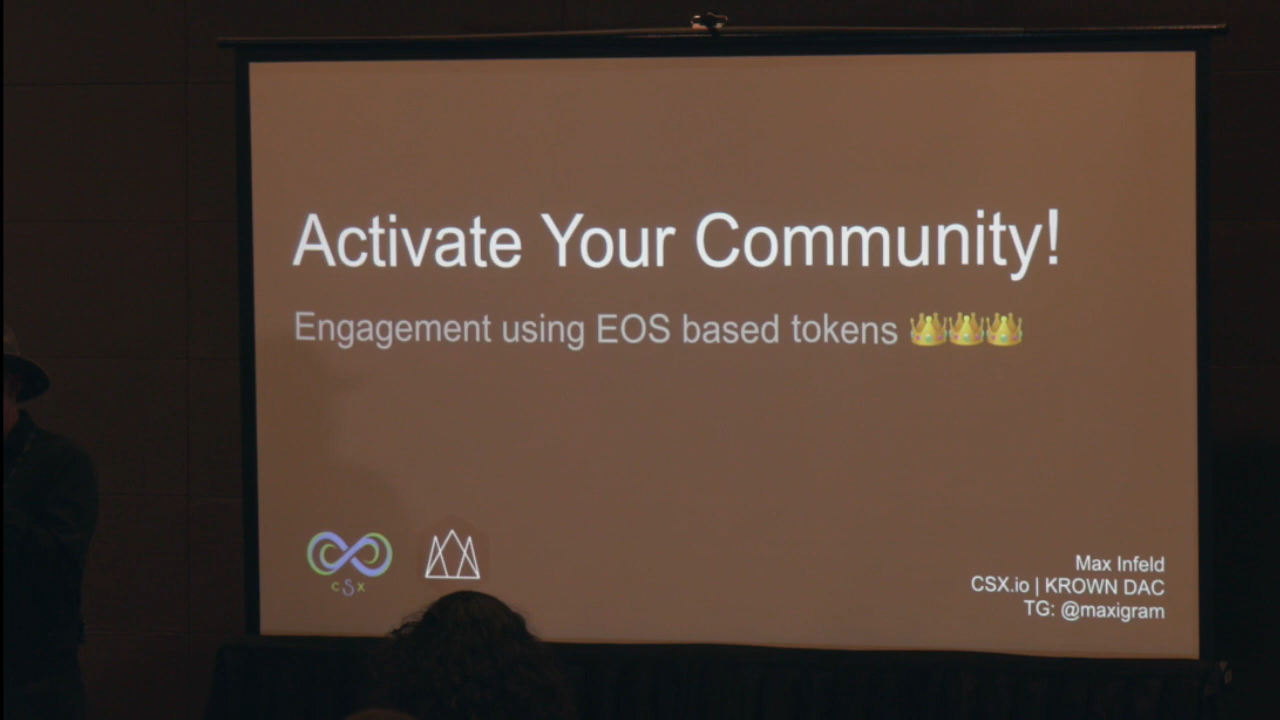 Activate Your Community!
Engagement using EOS based tokens 👑👑👑
CSX
Max Infeld
CSX.io | KROWN DAC
TG: @maxigram